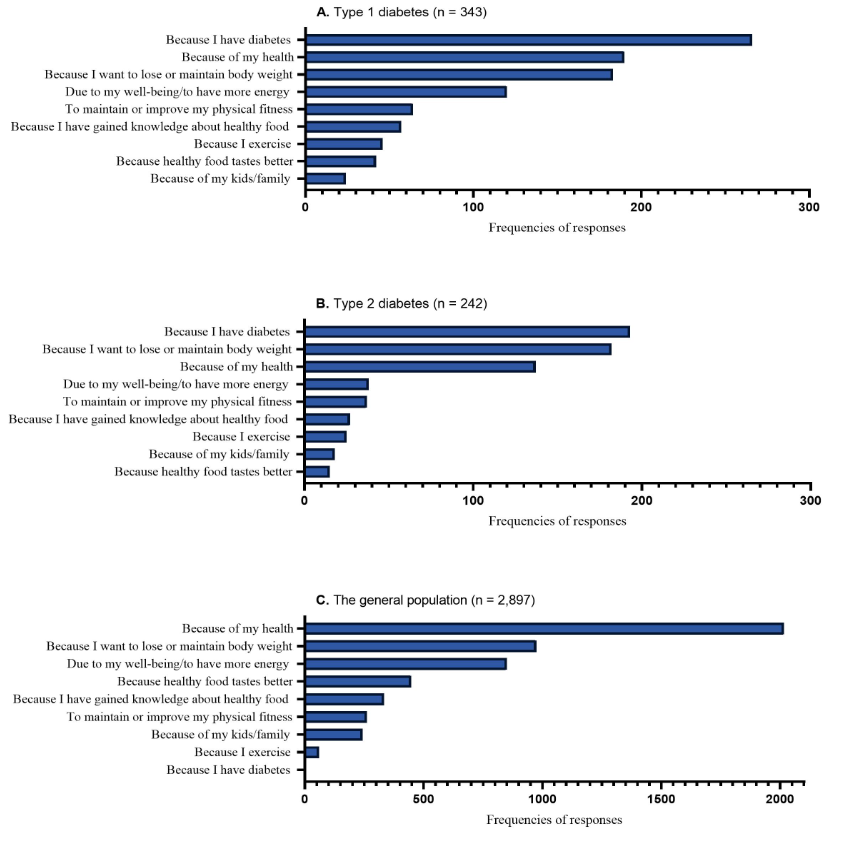 A. Type 1 diabetes (n = 343)
Because I have diabetes
Because of my health
Because I want to lose or maintain body weight
Due to my well-being/to have more energy
To maintain or improve my physical fitness
Because I have gained knowledge about healthy food
Because I exercise
Because healthy food tastes better
Because of my kids/family
0 100 200 300
Frequencies of responses
B. Type 2 diabetes (n = 242)
Because I have diabetes
Because I want to lose or maintain body weight
Because of my health
Due to my well-being/to have more energy
To maintain or improve my physical fitness
Because I have gained knowledge about healthy food
Because I exercise
Because of my kids/family
Because healthy food tastes better
0 100 200 300
Frequencies of responses
C. The general population (n = 2,897)
Because of my health
Because I want to lose or maintain body weight
Due to my well-being/to have more energy
Because healthy food tastes better
Because I have gained knowledge about healthy food
To maintain or improve my physical fitness
Because of my kids/family
Because I exercise
Because I have diabetes
0 500 1000 1500 2000
Frequencies of responses